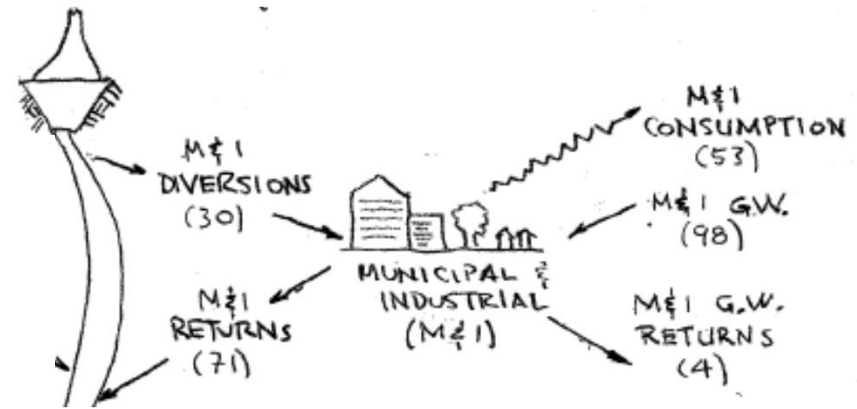 M&I
DIVERSIONS
(30)
M&I
RETURNS
(71)
MUNICIPAL &
INDUSTRIAL
(M&I)
M&I
CONSUMPTION
(53)
M&I G.W.
(98)
M&I G.W.
RETURNS
(4)